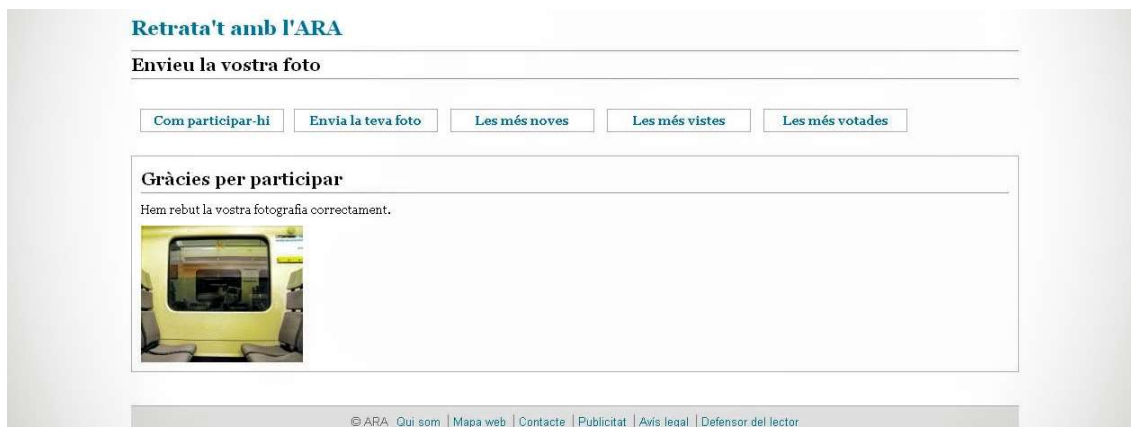 Retrata't amb l'ARA
Envieu la vostra foto
Com participar-hi Envia la teva foto Les més noves Les més vistes Les més votades
Gràcies per participar
Hem rebut la vostra fotografia correctament.
© ARA Qui som | Mapa web | Contacte | Publicitat | Avís legal | Defensor del lector